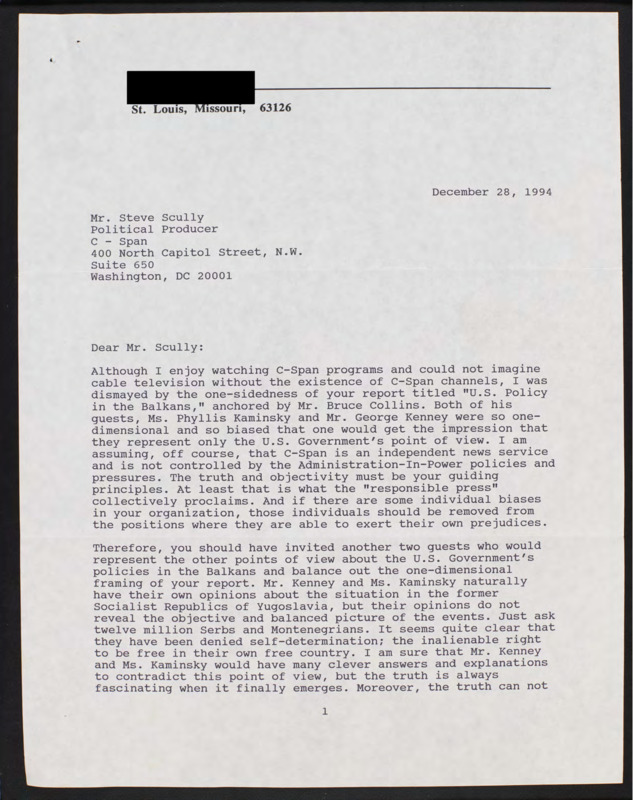 St. Louis, Missouri, 63126
December 28, 1994
Mr. Steve Scully
Political Producer
C - Span
400 North Capitol Street, N.W.
Suite 650
Washington, DC 20001
Dear Mr. Scully:
Although I enjoy watching C-Span programs and could not imagine
cable television without the existence of C-Span channels, I was
dismayed by the one-sidedness of your report titled "U.S. Policy
in the Balkans," anchored by Mr. Bruce Collins. Both of his
guests, Ms. Phyllis Kaminsky and Mr. George Kenney were so one-
dimensional and so biased that one would get the impression that
they represent only the U.S. Government's point of view. I am
assuming, off course, that C-Span is an independent news service
and is not controlled by the Administration-In-Power policies and
pressures. The truth and objectivity must be your guiding
principles. At least that is what the "responsible press"
collectively proclaims. And if there are some individual biases
in your organization, those individuals should be removed from
the positions where they are able to exert their own prejudices.
Therefore, you should have invited another two guests who would
represent the other points of view about the U.S. Government's
policies in the Balkans and balance out the one-dimensional
framing of your report. Mr. Kenney and Ms. Kaminsky naturally
have their own opinions about the situation in the former
Socialist Republics of Yugoslavia, but their opinions do not
reveal the objective and balanced picture of the events. Just ask
twelve million Serbs and Montenegrians. It seems quite clear that
they have been denied self-determination; the inalienable right
to be free in their own free country. I am sure that Mr. Kenney
and Ms. Kaminsky would have many clever answers and explanations
to contradict this point of view, but the truth is always
fascinating when it finally emerges. Moreover, the truth can not
1